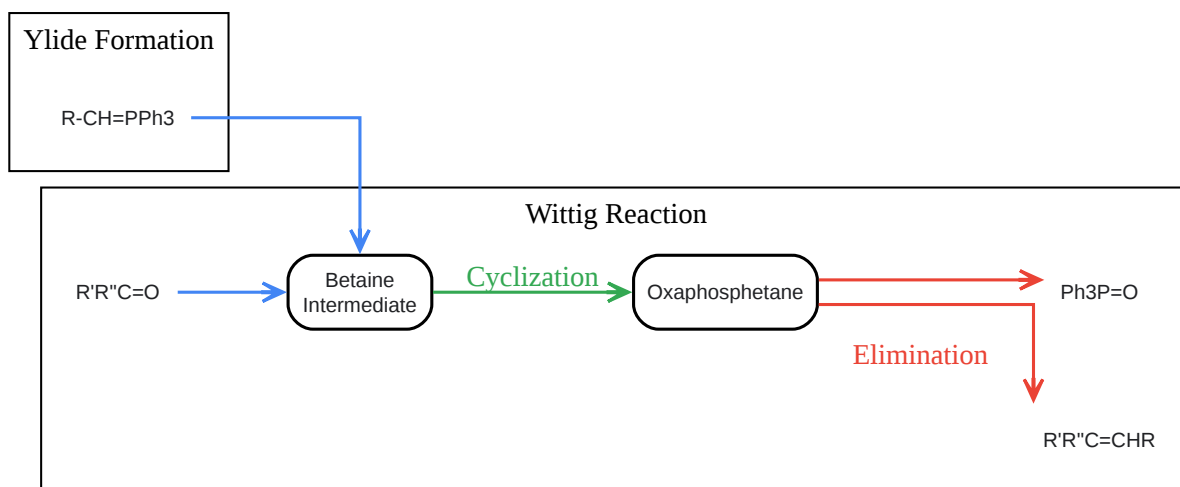 Ylide Formation
R-CH=PPh3
Wittig Reaction
R'R"C=O
Betaine
Intermediate
Cyclization
Oxaphosphetane
Ph3P=O
Elimination
R'R"C=CHR